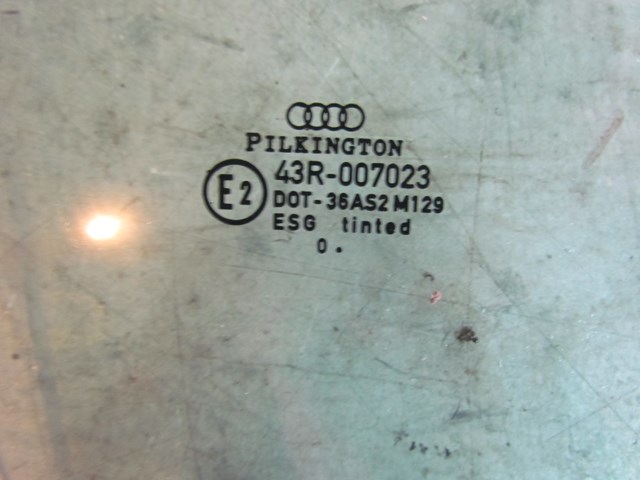 PILKINGTON
43R-007023
E2
DOT-36AS2 M129
ESG tinted
0.